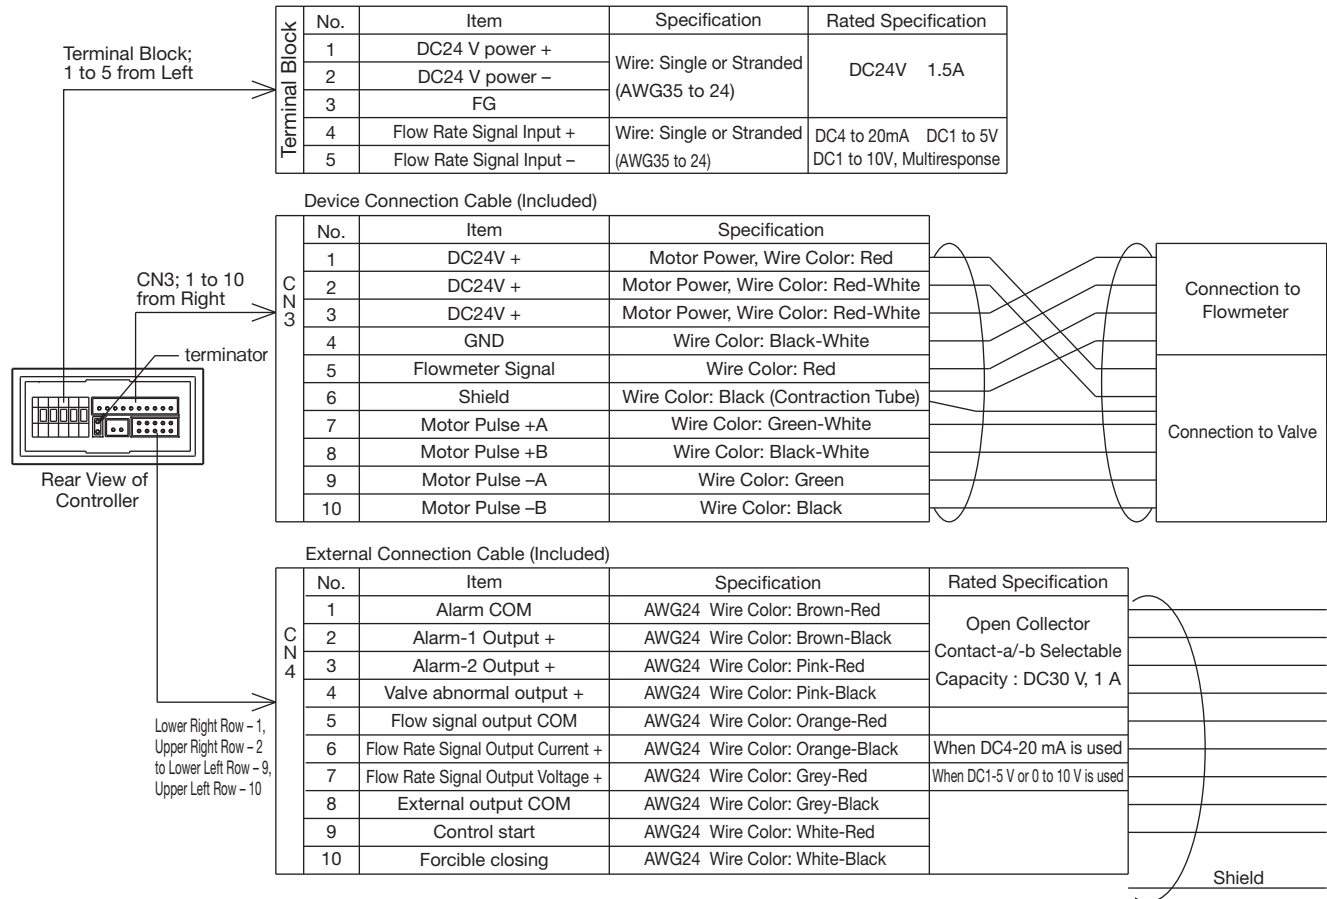 Terminal Block;
1 to 5 from Left
Terminal Block
No. Item Specification Rated Specification
1 DC24 V power +
2 DC24 V power –
3 FG
Wire: Single or Stranded
(AWG35 to 24)
DC24V 1.5A
4 Flow Rate Signal Input +
5 Flow Rate Signal Input –
Wire: Single or Stranded
(AWG35 to 24)
DC4 to 20mA DC1 to 5V
DC1 to 10V, Multiresponse
Device Connection Cable (Included)
CN3; 1 to 10
from Right
CN3
No. Item Specification
1 DC24V + Motor Power, Wire Color: Red
2 DC24V + Motor Power, Wire Color: Red-White
3 DC24V + Motor Power, Wire Color: Red-White
4 GND Wire Color: Black-White
5 Flowmeter Signal Wire Color: Red
6 Shield Wire Color: Black (Contraction Tube)
7 Motor Pulse +A Wire Color: Green-White
8 Motor Pulse +B Wire Color: Black-White
9 Motor Pulse –A Wire Color: Green
10 Motor Pulse –B Wire Color: Black
Connection to
Flowmeter
Connection to Valve
terminator
Rear View of
Controller
External Connection Cable (Included)
CN4
No. Item Specification Rated Specification
1 Alarm COM AWG24 Wire Color: Brown-Red
2 Alarm-1 Output + AWG24 Wire Color: Brown-Black
3 Alarm-2 Output + AWG24 Wire Color: Pink-Red
4 Valve abnormal output + AWG24 Wire Color: Pink-Black
Open Collector
Contact-a/-b Selectable
Capacity : DC30 V, 1 A
5 Flow signal output COM AWG24 Wire Color: Orange-Red
6 Flow Rate Signal Output Current + AWG24 Wire Color: Orange-Black When DC4-20 mA is used
7 Flow Rate Signal Output Voltage + AWG24 Wire Color: Grey-Red When DC1-5 V or 0 to 10 V is used
8 External output COM AWG24 Wire Color: Grey-Black
9 Control start AWG24 Wire Color: White-Red
10 Forcible closing AWG24 Wire Color: White-Black
Lower Right Row – 1,
Upper Right Row – 2
to Lower Left Row – 9,
Upper Left Row – 10
Shield